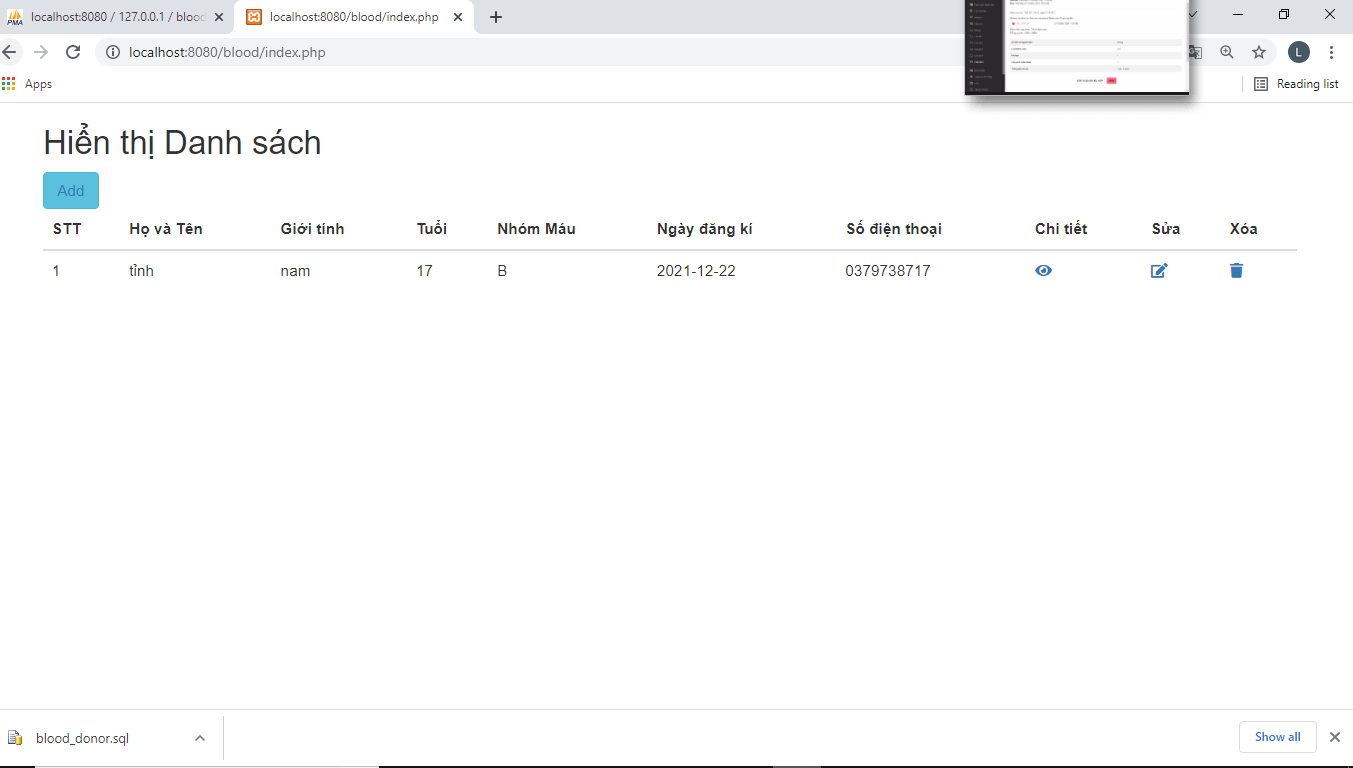 localhost:8080 / 127.0.0.1 / bloo
localhost:8080/blood/index.php
localhost:8080/blood/index.php
Apps
Reading list
L
Hiển thị Danh sách
Add
STT Họ và Tên Giới tính Tuổi Nhóm Máu Ngày đăng kí Số điện thoại Chi tiết Sửa Xóa
1 tỉnh nam 17 B 2021-12-22 0379738717
blood_donor.sql
Show all